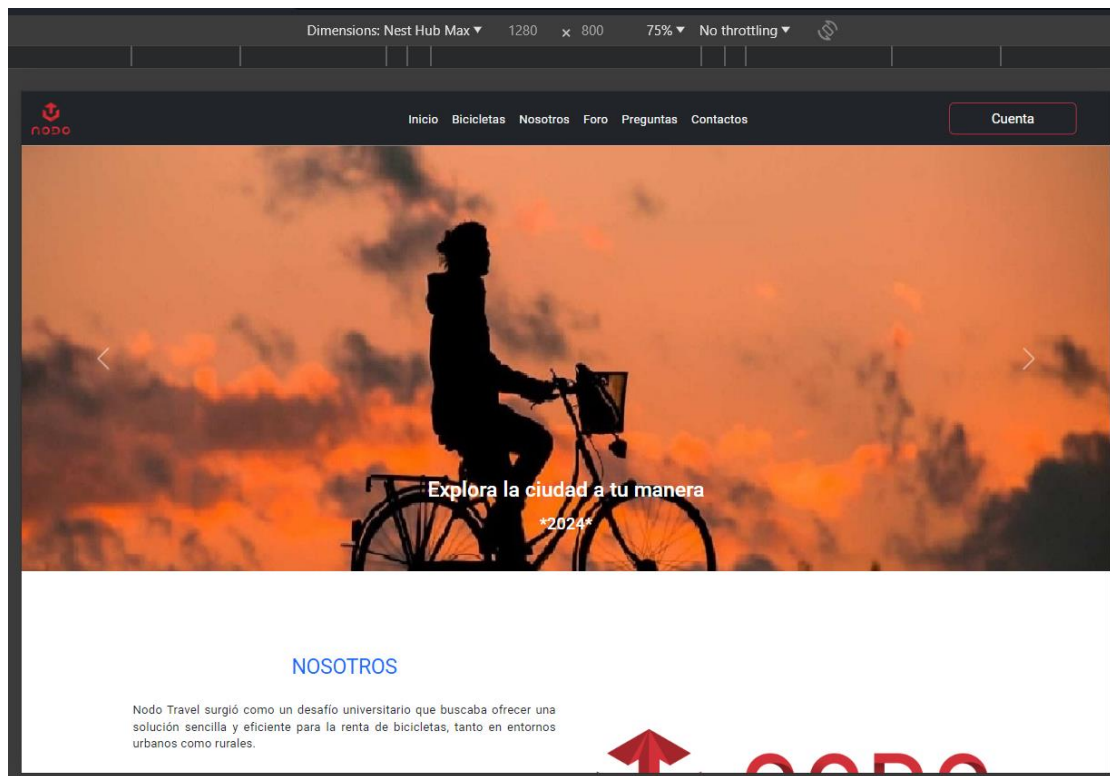 Dimensions: Nest Hub Max ▼ 1280 × 800 75% ▼ No throttling ▼
NODO
Inicio Bicicletas Nosotros Foro Preguntas Contactos Cuenta
Explora la ciudad a tu manera
*2024*
NOSOTROS
Nodo Travel surgió como un desafío universitario que buscaba ofrecer una
solución sencilla y eficiente para la renta de bicicletas, tanto en entornos
urbanos como rurales.
NODO